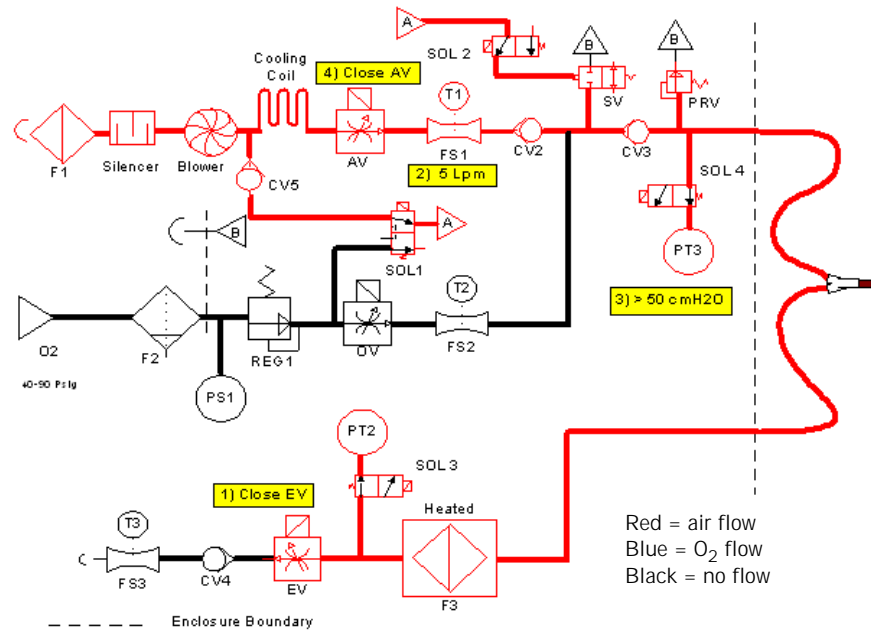 A
SOL 2
B
B
Cooling
Coil
4) Close AV
T1
SV
PRV
F1
Silencer
Blower
AV
FS1
CV2
CV3
2) 5 Lpm
SOL 4
CV5
B
A
PT3
SOL1
T2
3) > 50 cmH2O
O2
F2
REG1
OV
FS2
40-90 Psig
PS1
PT2
SOL 3
1) Close EV
Heated
T3
Red = air flow
Blue = O2 flow
Black = no flow
FS3
CV4
EV
F3
Enclosure Boundary